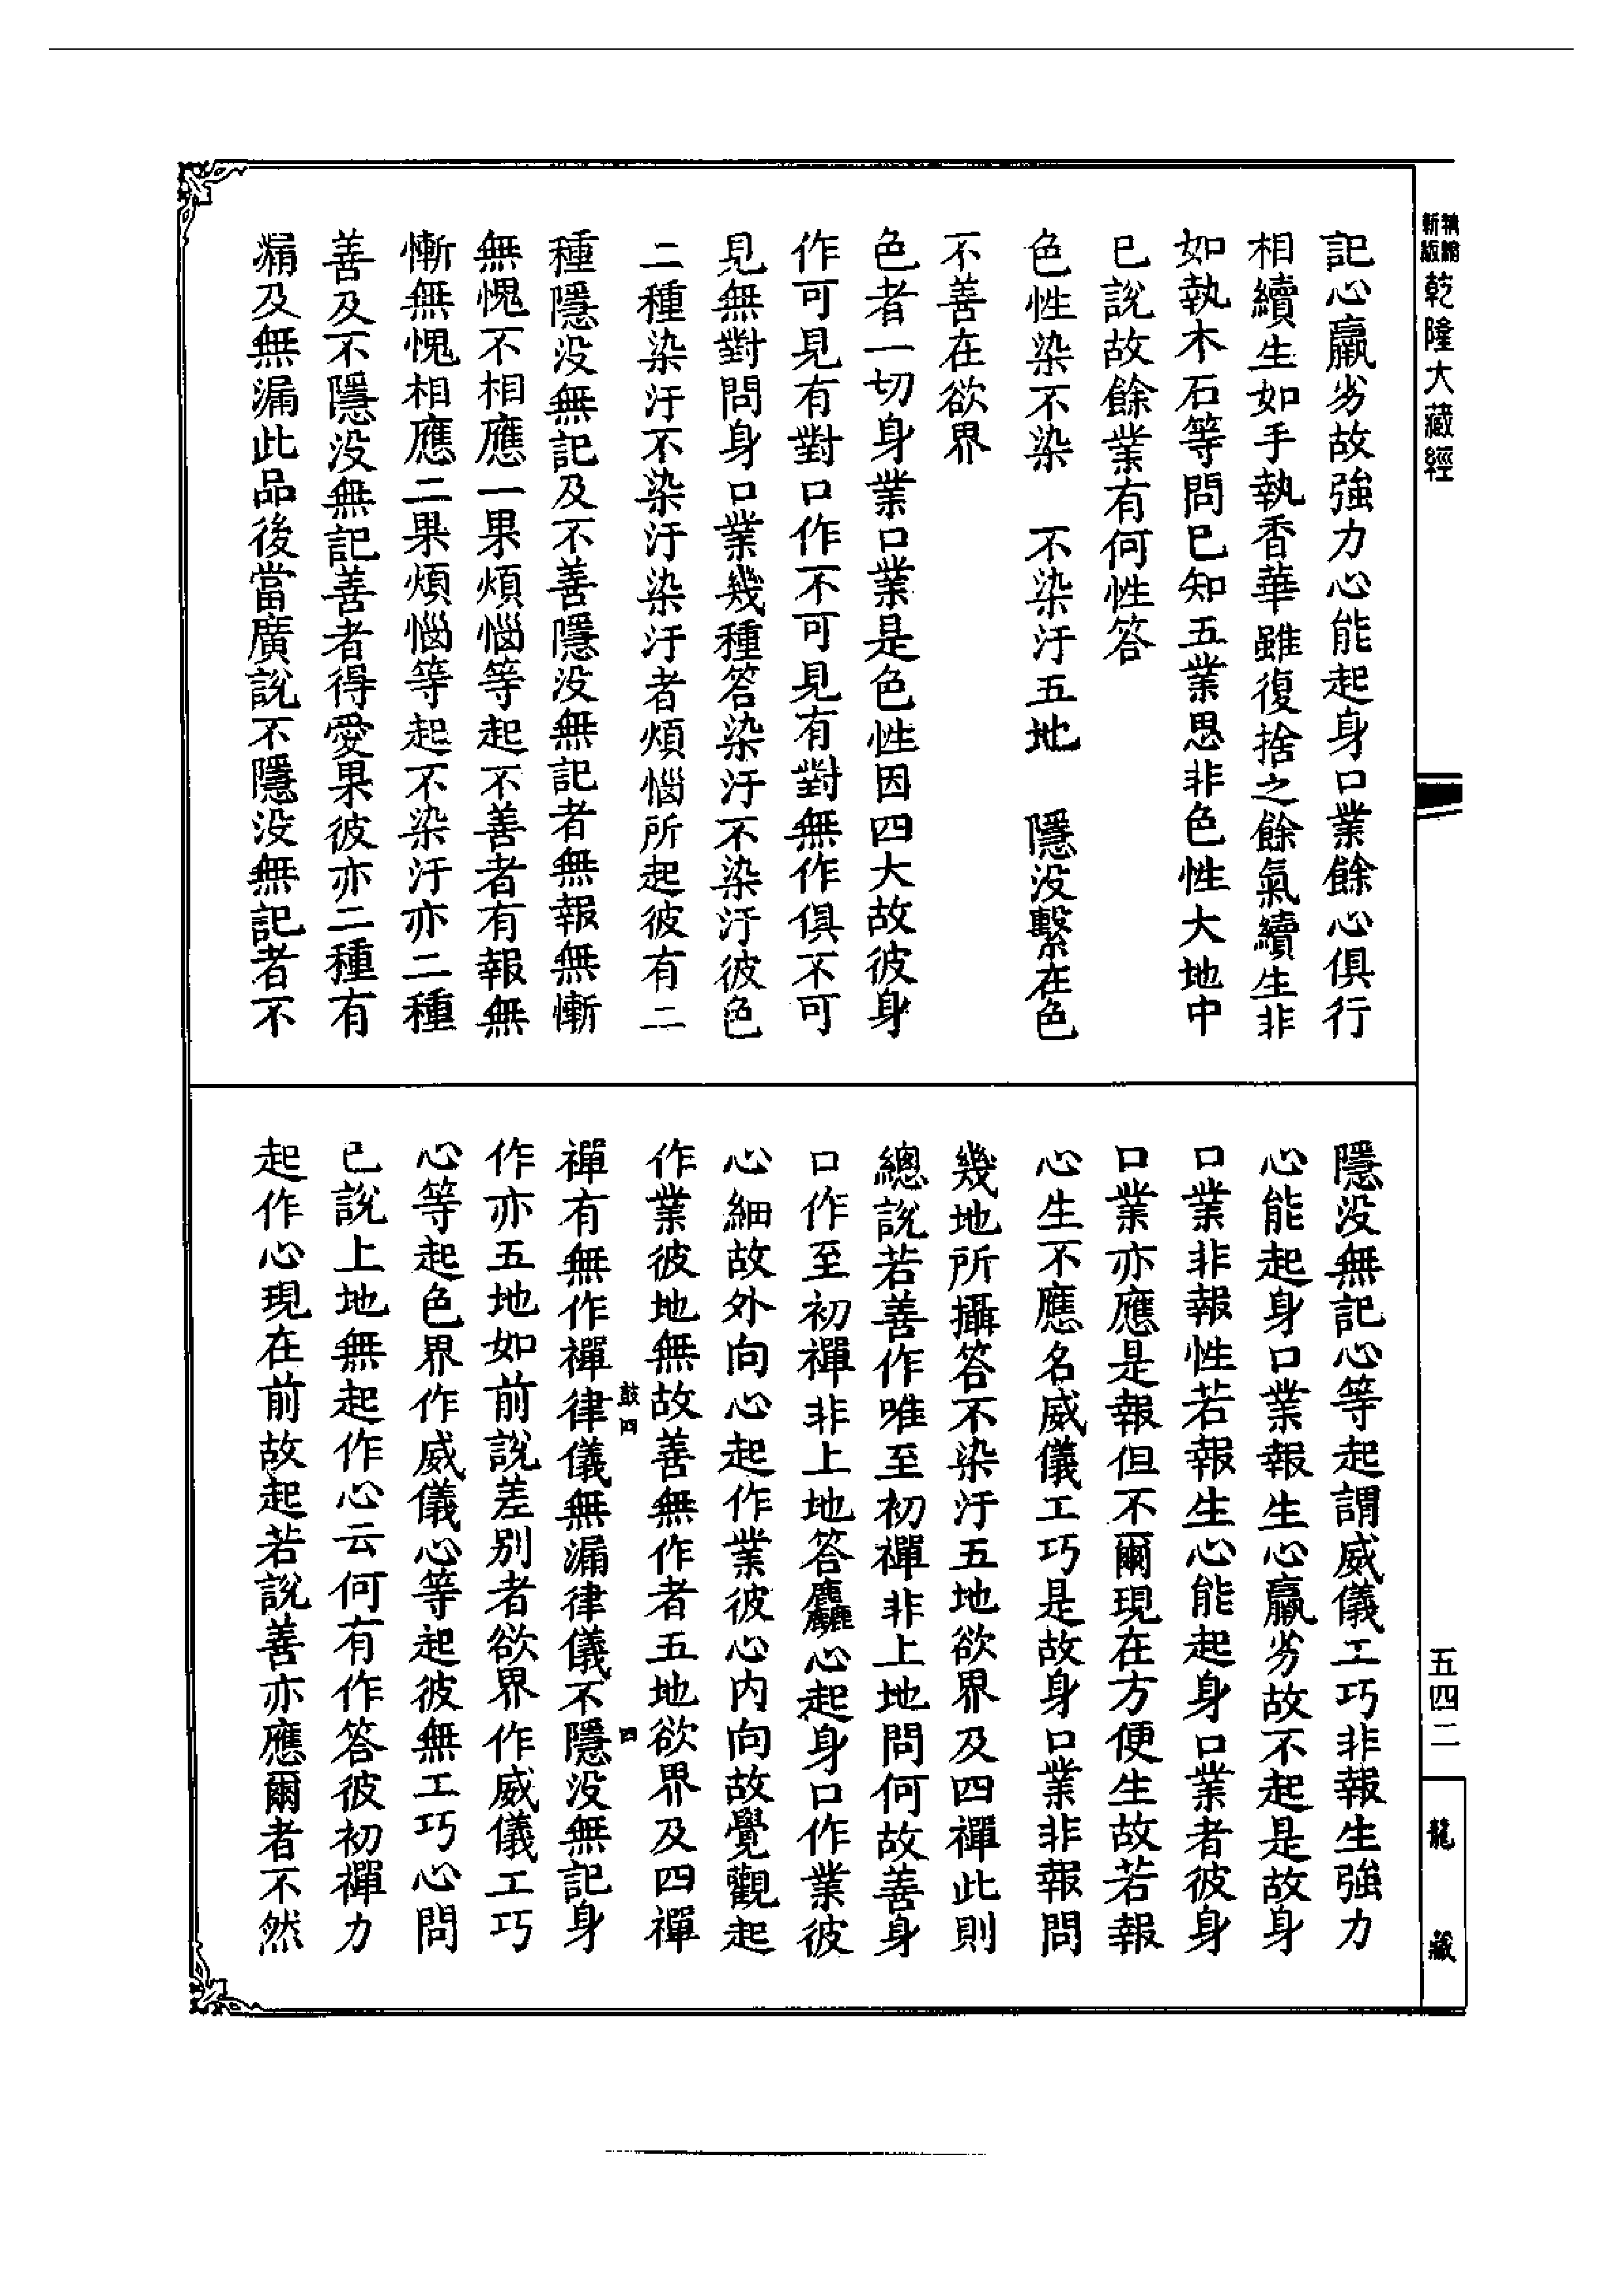 新版
精縮
乾隆大藏經
記心羸劣故強力心能起身口業餘心俱行
相續生如手執香華雖復捨之餘氣續生非
如執木石等問已知五業思非色性大地中
已說故餘業有何性答
色性染不染　不染汙五地　隱没繫在色
不善在欲界
色者一切身業口業是色性因四大故彼身
作可見有對口作不可見有對無作俱不可
見無對問身口業幾種答染汙不染汙彼色
二種染汙不染汙染汙者煩惱所起彼有二
種隱没無記及不善隱没無記者無報無慚
無愧不相應一果煩惱等起不善者有報無
慚無愧相應二果煩惱等起不染汙亦二種
善及不隱没無記善者得愛果彼亦二種有
漏及無漏此品後當廣說不隱没無記者不
隱没無記心等起謂威儀工巧非報生強力
心能起身口業報生心羸劣故不起是故身
口業非報性若報生心能起身口業者彼身
口業亦應是報但不爾現在方便生故若報
心生不應名威儀工巧是故身口業非報問
幾地所攝答不染汙五地欲界及四禪此則
總說若善作唯至初禪非上地問何故善身
口作至初禪非上地答麤心起身口作業彼
心細故外向心起作業彼心内向故覺觀起
作業彼地無故善無作者五地欲界及四禪
鼓四
四
禪有無作禪律儀無漏律儀不隱没無記身
作亦五地如前說差别者欲界作威儀工巧
心等起色界作威儀心等起彼無工巧心問
已說上地無起作心云何有作答彼初禪力
起作心現在前故起若說善亦應爾者不然
五四二
龍藏